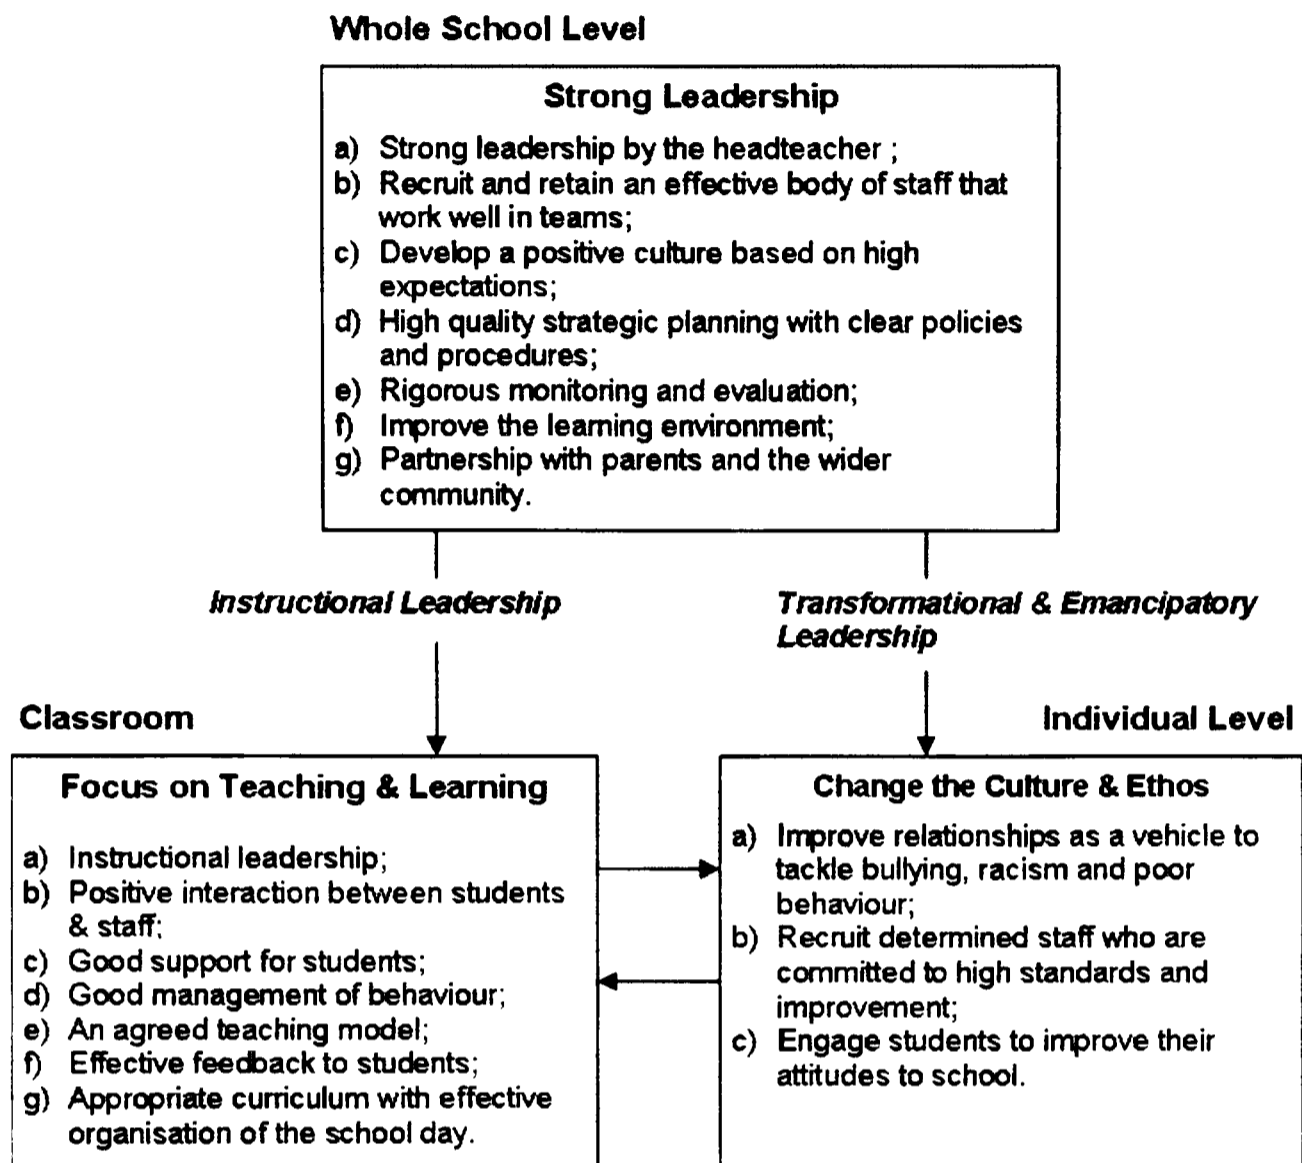 Whole School Level
Strong Leadership
a) Strong leadership by the headteacher ;
b) Recruit and retain an effective body of staff that
work well in teams;
c) Develop a positive culture based on high
expectations;
d) High quality strategic planning with clear policies
and procedures;
e) Rigorous monitoring and evaluation;
f) Improve the learning environment;
g) Partnership with parents and the wider
community.
Instructional Leadership
Transformational & Emancipatory
Leadership
Classroom
Focus on Teaching & Learning
a) Instructional leadership;
b) Positive interaction between students
& staff;
c) Good support for students;
d) Good management of behaviour;
e) An agreed teaching model;
f) Effective feedback to students;
g) Appropriate curriculum with effective
organisation of the school day.
Individual Level
Change the Culture & Ethos
a) Improve relationships as a vehicle to
tackle bullying, racism and poor
behaviour;
b) Recruit determined staff who are
committed to high standards and
improvement;
c) Engage students to improve their
attitudes to school.